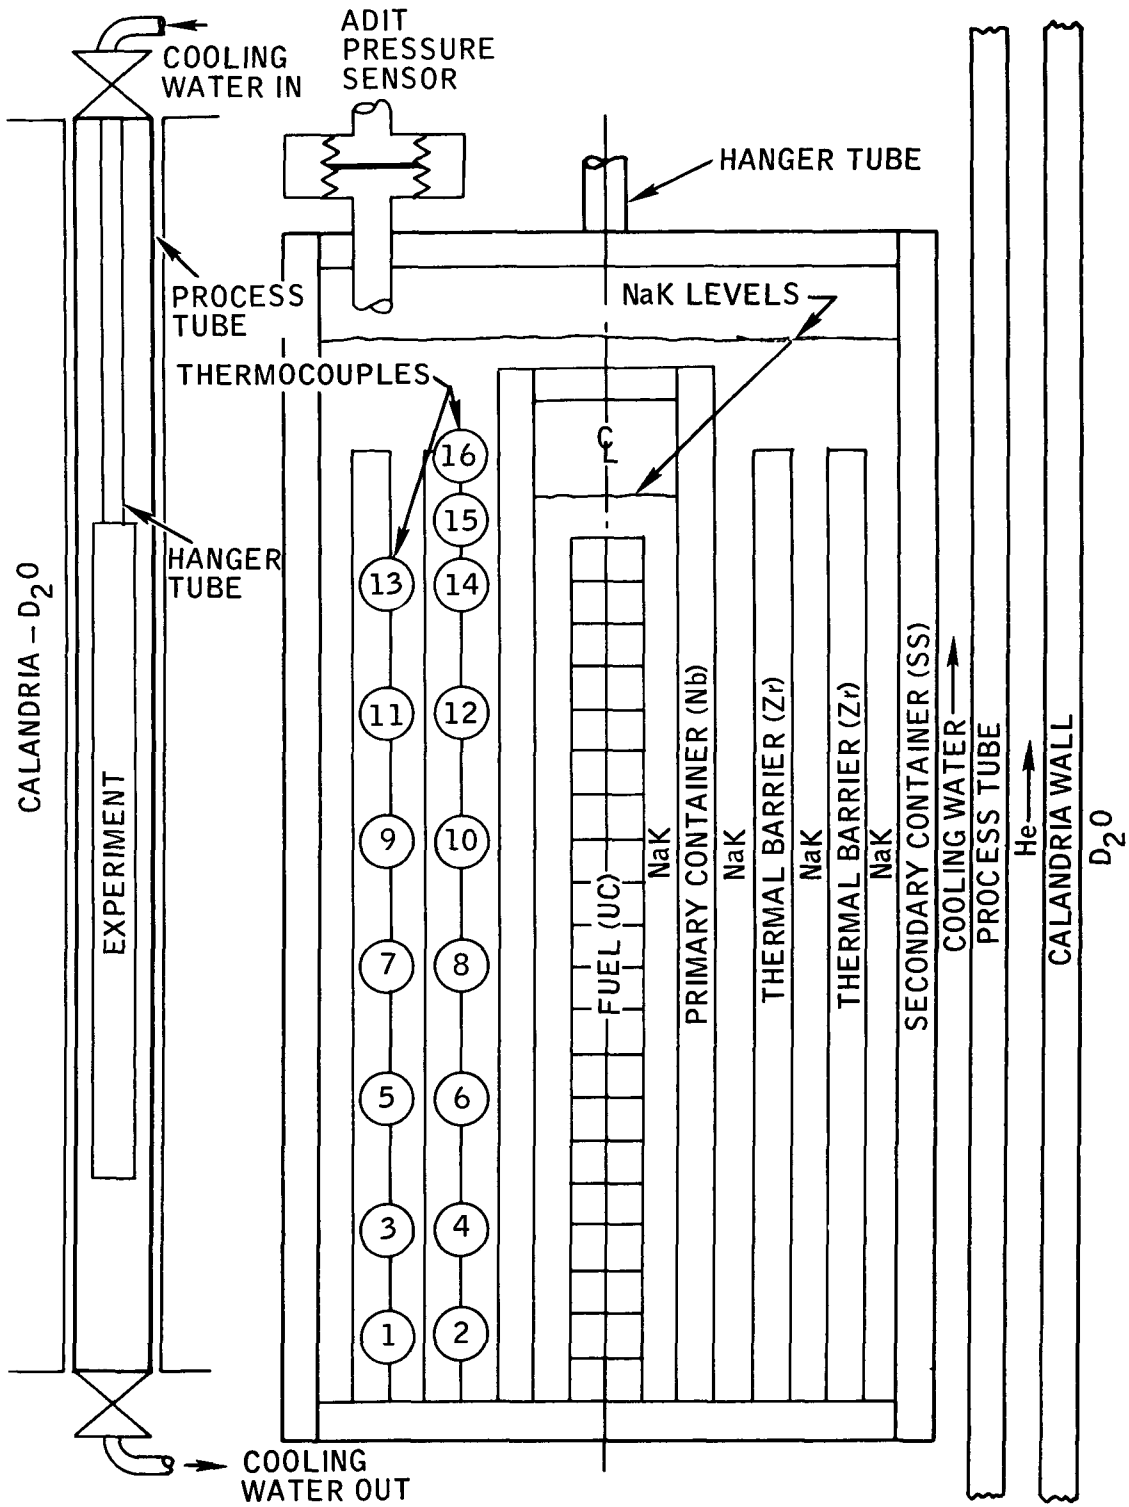 ADIT
PRESSURE
SENSOR
COOLING
WATER IN
HANGER TUBE
PROCESS
TUBE
NaK LEVELS
THERMOCOUPLES
C
L
16
15
13
14
HANGER
TUBE
11
12
9
10
7
8
5
6
3
4
1
2
CALANDRIA – D2O
EXPERIMENT
FUEL (UC)
NaK
PRIMARY CONTAINER (Nb)
NaK
THERMAL BARRIER (Zr)
NaK
THERMAL BARRIER (Zr)
NaK
SECONDARY CONTAINER (SS)
COOLING WATER
PROCESS TUBE
He
CALANDRIA WALL
D2O
COOLING
WATER OUT